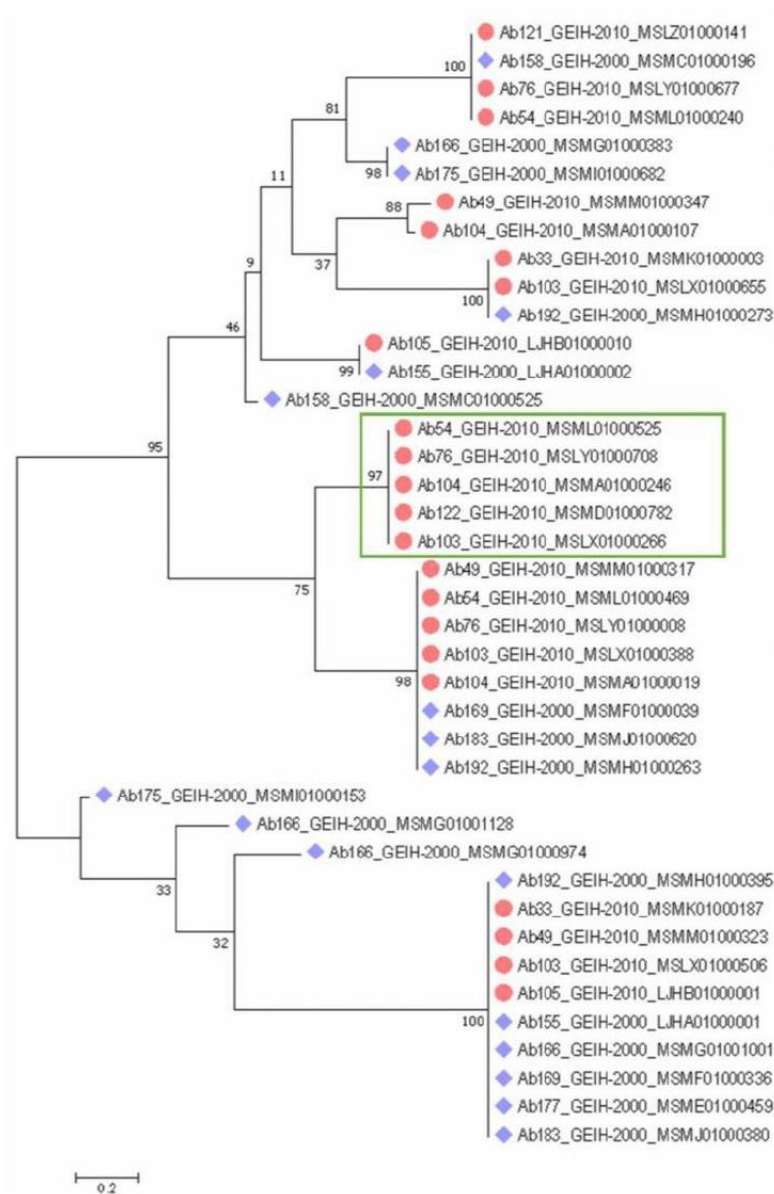 Ab121_GEIH-2010_MSLZ01000141
Ab158_GEIH-2000_MSMC01000196
100
Ab76_GEIH-2010_MSLY01000677
Ab54_GEIH-2010_MSML01000240
81
Ab166_GEIH-2000_MSMG01000383
98
Ab175_GEIH-2000_MSMI01000682
11
Ab49_GEIH-2010_MSMM01000347
88
Ab104_GEIH-2010_MSMA01000107
37
Ab33_GEIH-2010_MSMK01000003
9
Ab103_GEIH-2010_MSLX01000655
100
Ab192_GEIH-2000_MSMH01000273
46
Ab105_GEIH-2010_LJHB01000010
99
Ab155_GEIH-2000_LJHA01000002
Ab158_GEIH-2000_MSMC01000525
95
Ab54_GEIH-2010_MSML01000525
Ab76_GEIH-2010_MSLY01000708
97
Ab104_GEIH-2010_MSMA01000246
Ab122_GEIH-2010_MSMD01000782
Ab103_GEIH-2010_MSLX01000266
75
Ab49_GEIH-2010_MSMM01000317
Ab54_GEIH-2010_MSML01000469
Ab76_GEIH-2010_MSLY01000008
Ab103_GEIH-2010_MSLX01000388
98
Ab104_GEIH-2010_MSMA01000019
Ab169_GEIH-2000_MSMF01000039
Ab183_GEIH-2000_MSMJ01000620
Ab192_GEIH-2000_MSMH01000263
Ab175_GEIH-2000_MSMI01000153
Ab166_GEIH-2000_MSMG01001128
33
Ab166_GEIH-2000_MSMG01000974
32
Ab192_GEIH-2000_MSMH01000395
Ab33_GEIH-2010_MSMK01000187
Ab49_GEIH-2010_MSMM01000323
Ab103_GEIH-2010_MSLX01000506
Ab105_GEIH-2010_LJHB01000001
100
Ab155_GEIH-2000_LJHA01000001
Ab166_GEIH-2000_MSMG01001001
Ab169_GEIH-2000_MSMF01000336
Ab177_GEIH-2000_MSME01000459
Ab183_GEIH-2000_MSMJ01000380
0.2